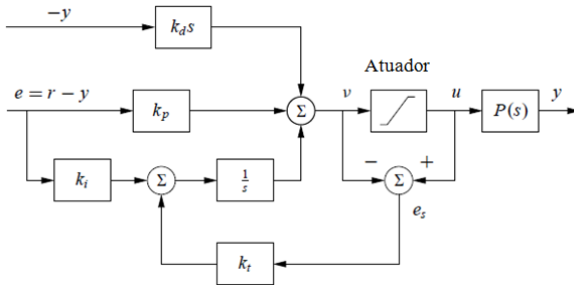 −y
k_d s
Atuador
e = r − y
k_p
Σ
v
u
P(s)
y
k_i
Σ
1/s
−
Σ
+
e_s
k_t